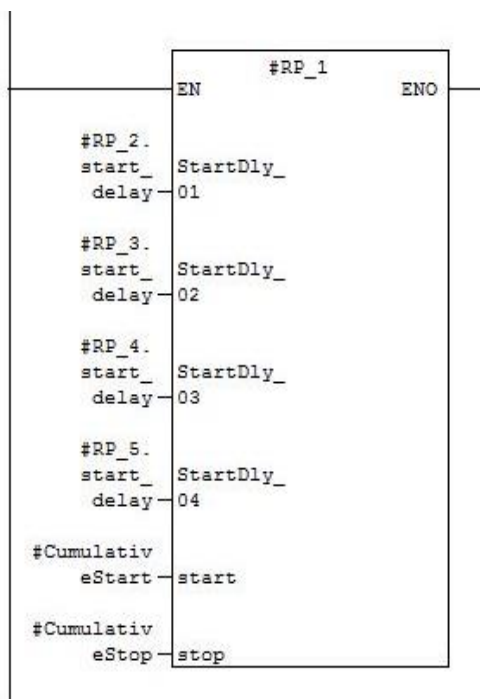 #RP_1
EN ENO
#RP_2.
start_ StartDly_
delay 01
#RP_3.
start_ StartDly_
delay 02
#RP_4.
start_ StartDly_
delay 03
#RP_5.
start_ StartDly_
delay 04
#Cumulativ
eStart start
#Cumulativ
eStop stop